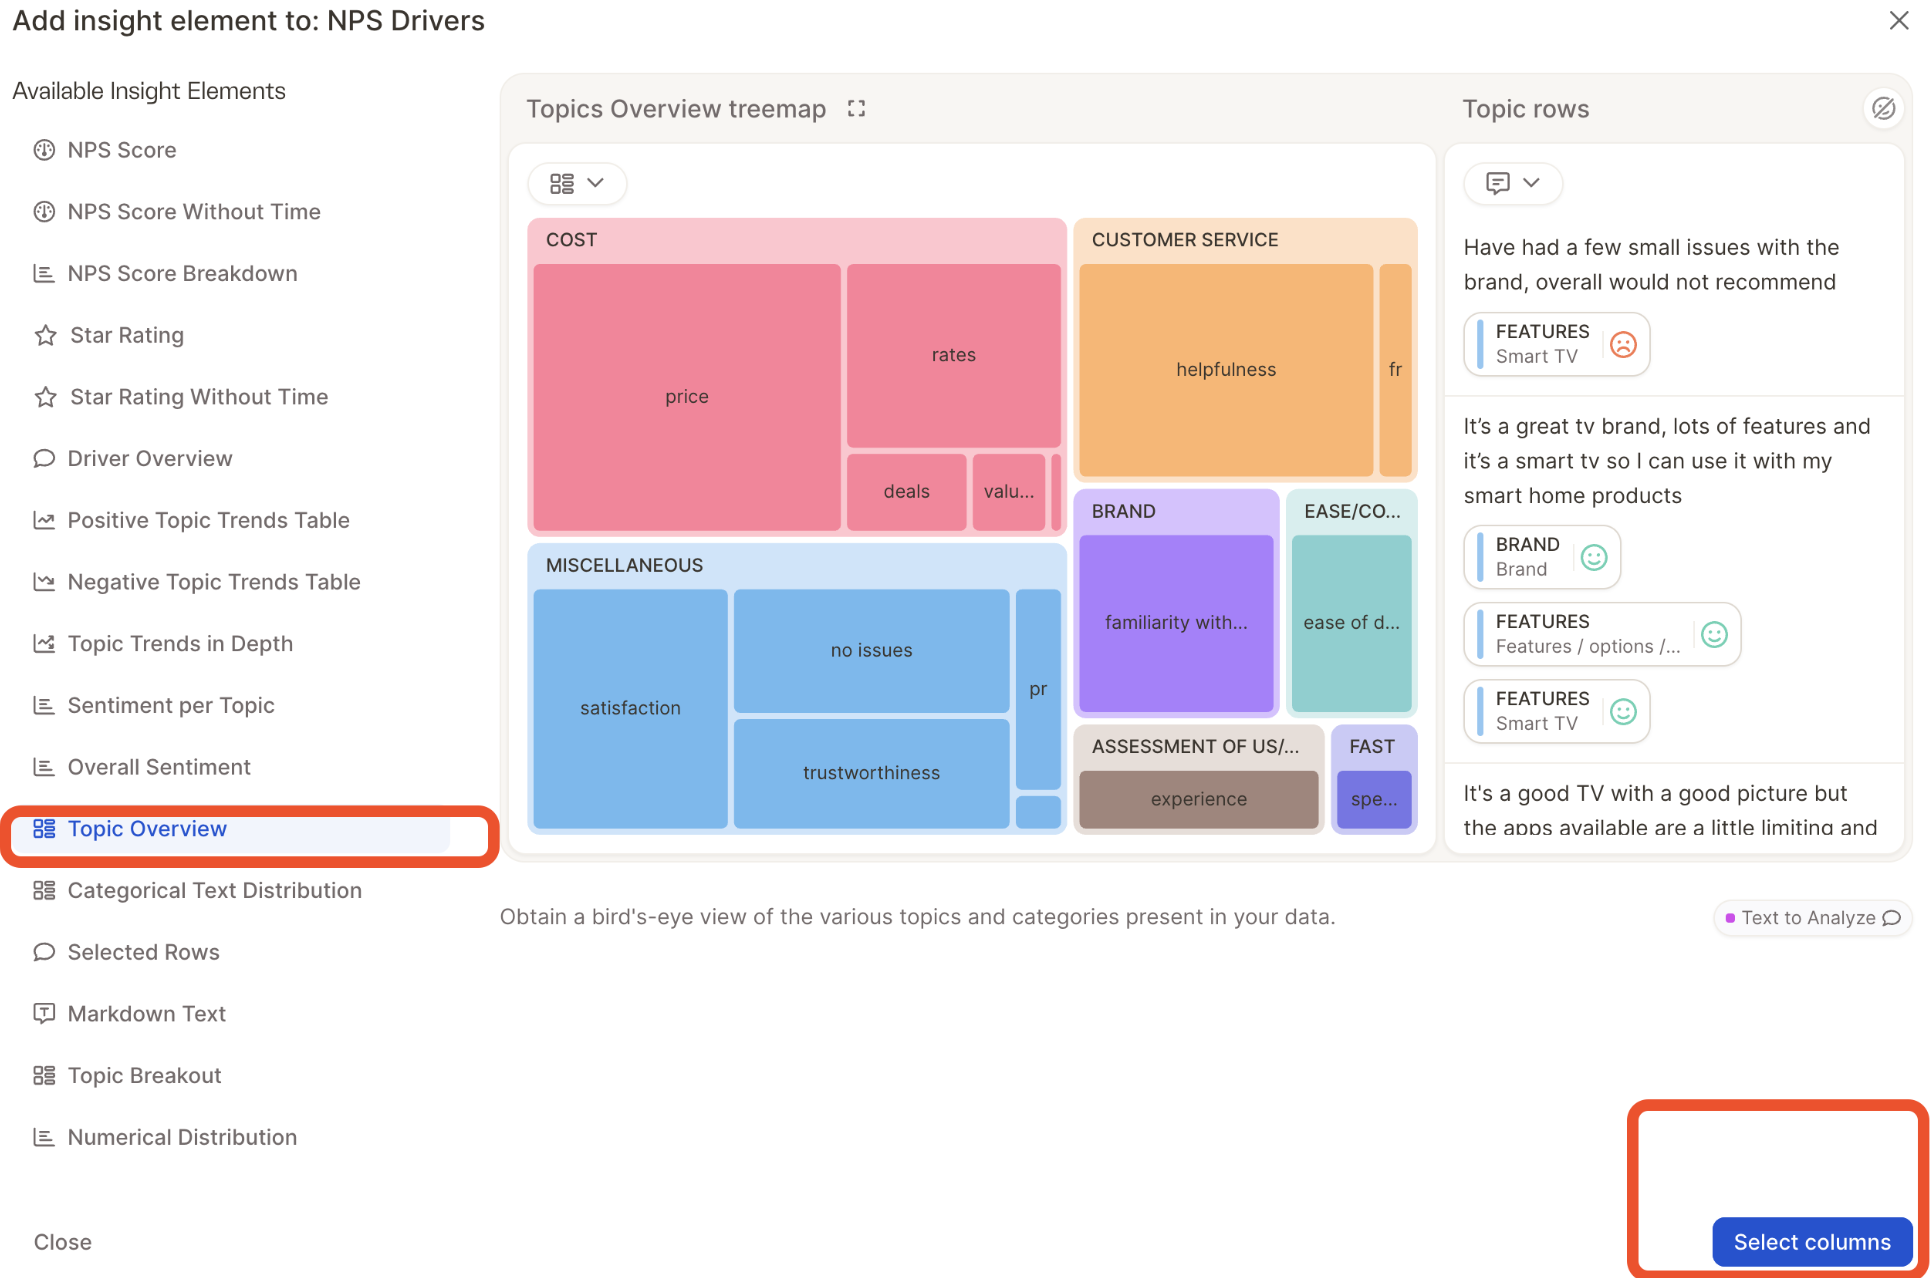 Add insight element to: NPS Drivers
Available Insight Elements
NPS Score
NPS Score Without Time
NPS Score Breakdown
Star Rating
Star Rating Without Time
Driver Overview
Positive Topic Trends Table
Negative Topic Trends Table
Topic Trends in Depth
Sentiment per Topic
Overall Sentiment
Topic Overview
Categorical Text Distribution
Selected Rows
Markdown Text
Topic Breakout
Numerical Distribution
Close
Topics Overview treemap
COST
price
rates
deals
valu...
CUSTOMER SERVICE
helpfulness
fr
MISCELLANEOUS
satisfaction
no issues
trustworthiness
pr
BRAND
familiarity with...
EASE/CO...
ease of d...
ASSESSMENT OF US/...
experience
FAST
spe...
Topic rows
Have had a few small issues with the
brand, overall would not recommend
FEATURES
Smart TV
It’s a great tv brand, lots of features and
it’s a smart tv so I can use it with my
smart home products
BRAND
Brand
FEATURES
Features / options /...
FEATURES
Smart TV
It's a good TV with a good picture but
the apps available are a little limiting and
Obtain a bird's-eye view of the various topics and categories present in your data.
Text to Analyze
Select columns